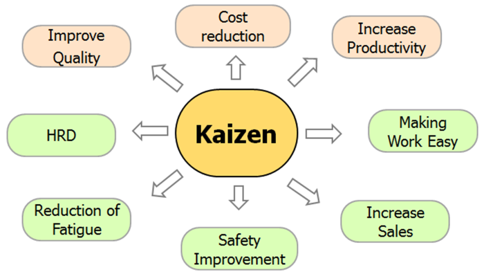 Improve
Quality
Cost
reduction
Increase
Productivity
HRD
Kaizen
Making
Work Easy
Reduction of
Fatigue
Safety
Improvement
Increase
Sales